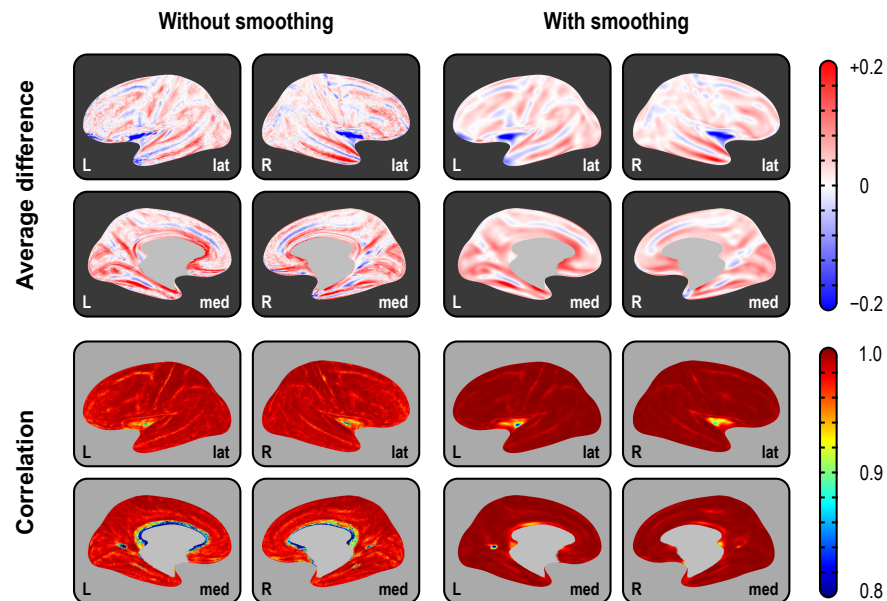 Without smoothing
With smoothing
Average difference
L lat
R lat
L lat
R lat
+0.2
0
−0.2
L med
R med
L med
R med
Correlation
L lat
R lat
L lat
R lat
1.0
0.9
0.8
L med
R med
L med
R med